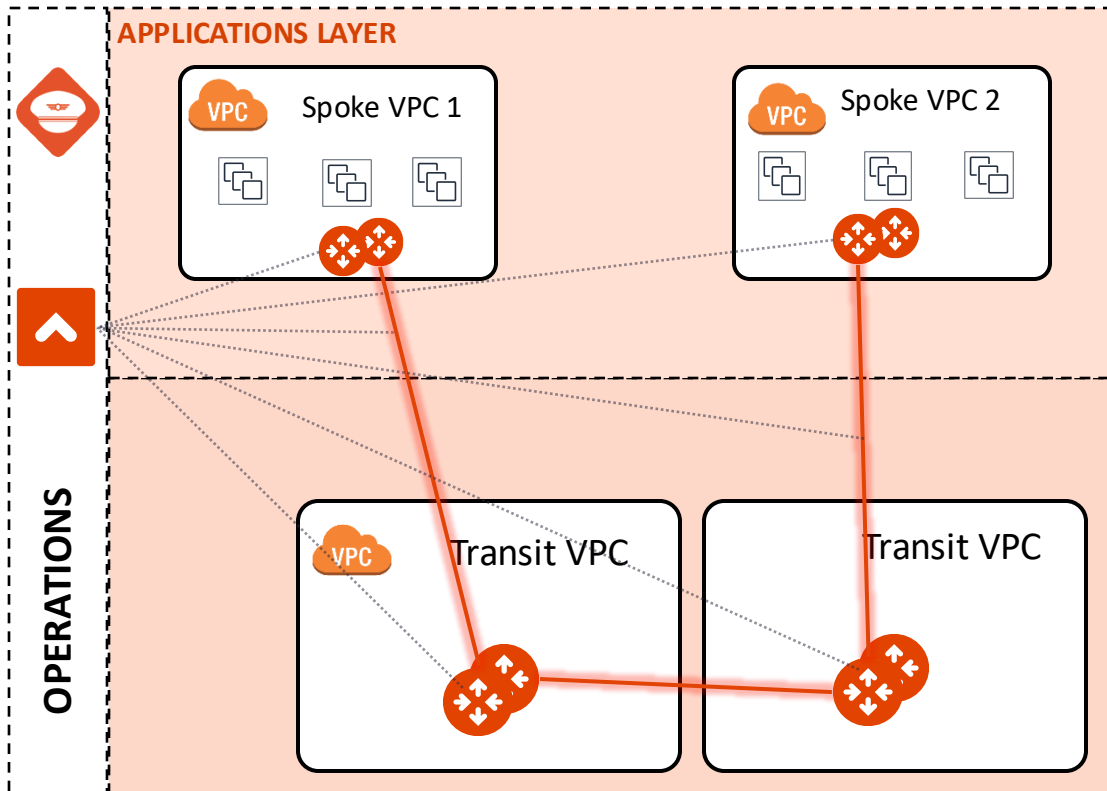 APPLICATIONS LAYER
VPC
Spoke VPC 1
VPC
Spoke VPC 2
OPERATIONS
VPC
Transit VPC
Transit VPC